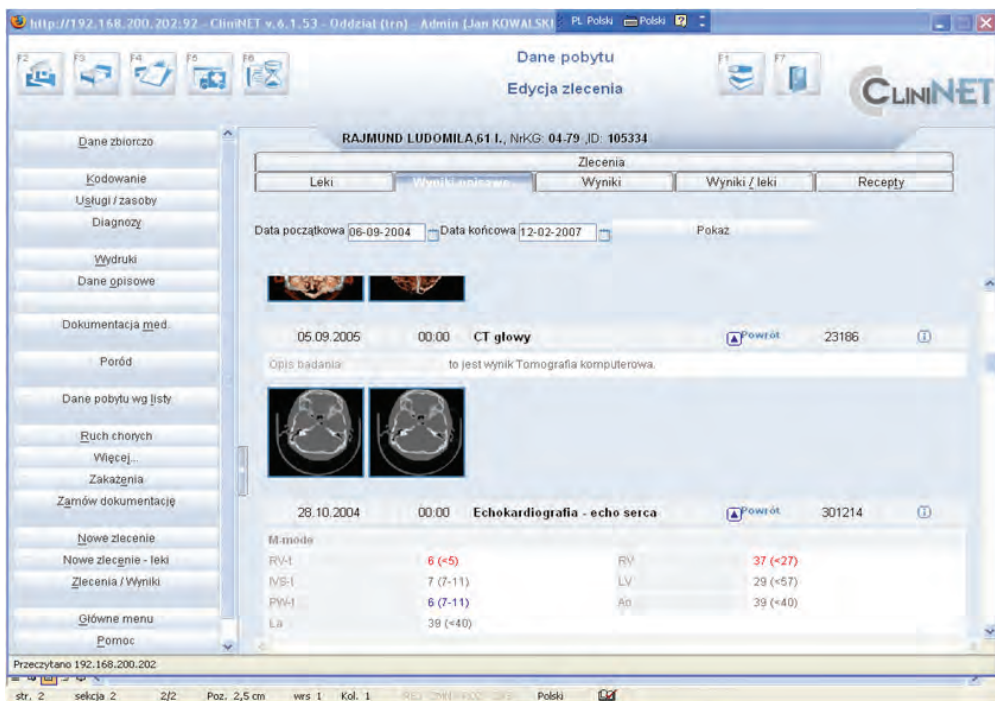 http://192.168.200.202:92 - CliniNET v.6.1.53 - Oddział (trn) - Admin (Jan KOWALSKI
PL Polski Polski
F2 F3 F4 F5 F6
Dane pobytu
Edycja zlecenia
F1 F7
CLININET
Dane zbiorczo
Kodowanie
Usługi / zasoby
Diagnozy
Wydruki
Dane opisowe
Dokumentacja med.
Poród
Dane pobytu wg listy
Ruch chorych
Więcej...
Zakażenia
Zamów dokumentację
Nowe zlecenie
Nowe zlecenie - leki
Zlecenia / Wyniki
Główne menu
Pomoc
RAJMUND LUDOMILA,61 l., NrKG: 04-79 ,ID: 105334
Zlecenia
Leki Wyniki opisowe Wyniki Wyniki / leki Recepty
Data początkowa 06-09-2004 Data końcowa 12-02-2007 Pokaż
05.09.2005 00:00 CT głowy Powrót 23186
Opis badania to jest wynik Tomografia komputerowa.
28.10.2004 00:00 Echokardiografia - echo serca Powrót 301214
M-mode
RV-t 6 (<5) RV 37 (<27)
IVS-t 7 (7-11) LV 29 (<57)
PW-t 6 (7-11) Ao 39 (<40)
La 39 (<40)
Przeczytano 192.168.200.202
str. 2 sekcja 2 2/2 Poz. 2,5 cm wrs 1 Kol. 1 Polski